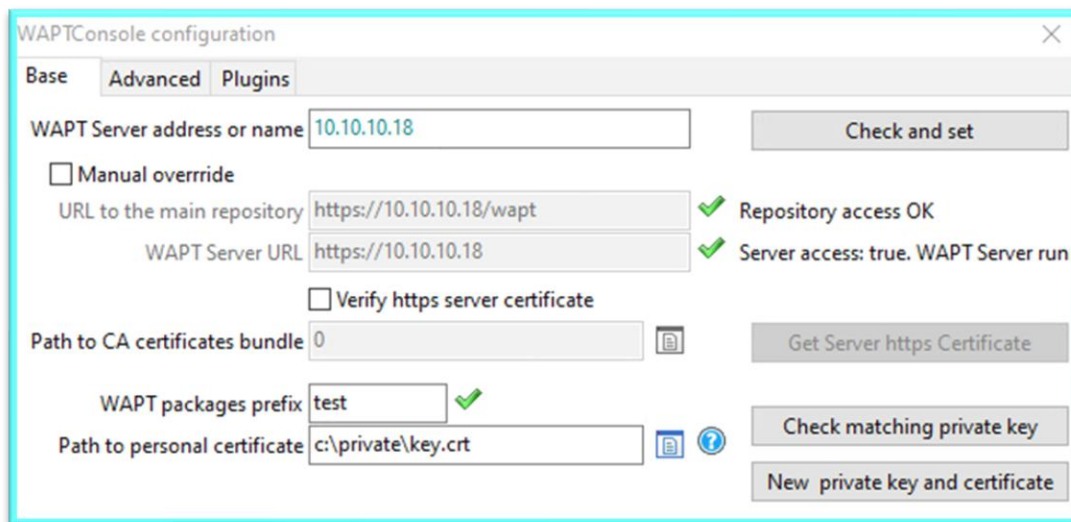 WAPTConsole configuration
Base Advanced Plugins
WAPT Server address or name 10.10.10.18 Check and set
Manual overrride
URL to the main repository https://10.10.10.18/wapt Repository access OK
WAPT Server URL https://10.10.10.18 Server access: true. WAPT Server run
Verify https server certificate
Path to CA certificates bundle 0 Get Server https Certificate
WAPT packages prefix test
Path to personal certificate c:\private\key.crt ? Check matching private key
New private key and certificate